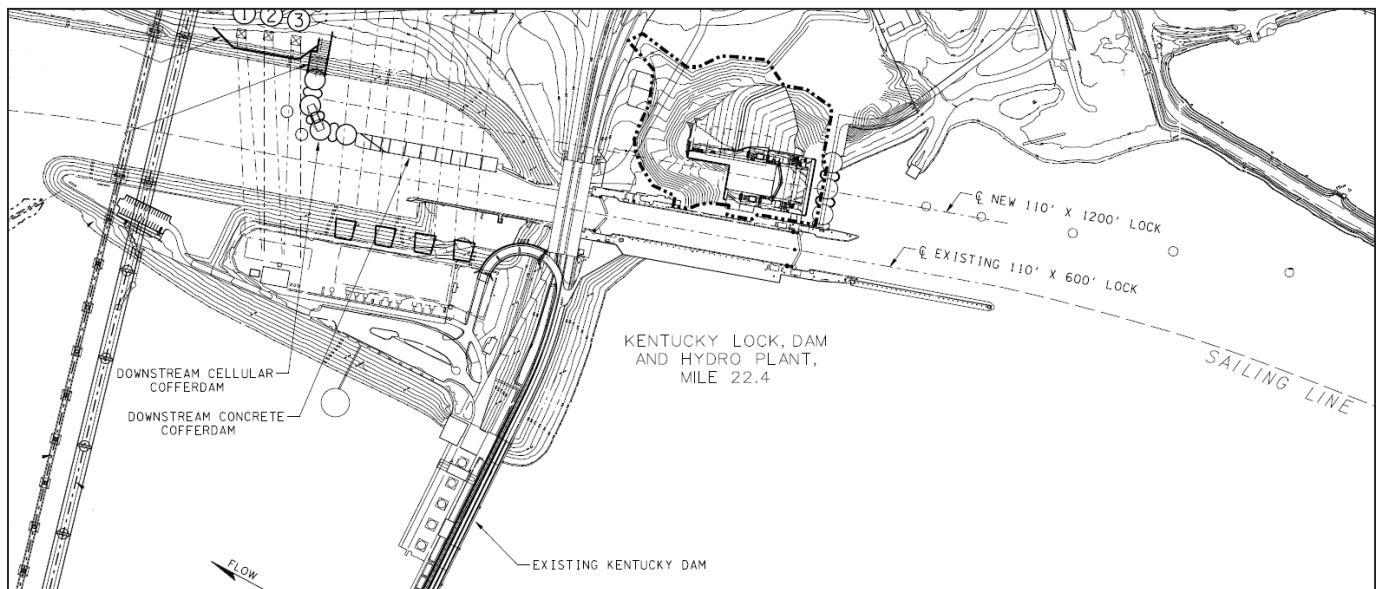 1 2 3
℄ NEW 110' X 1200' LOCK
℄ EXISTING 110' X 600' LOCK
KENTUCKY LOCK, DAM
AND HYDRO PLANT,
MILE 22.4
SAILING LINE
DOWNSTREAM CELLULAR
COFFERDAM
DOWNSTREAM CONCRETE
COFFERDAM
FLOW
EXISTING KENTUCKY DAM